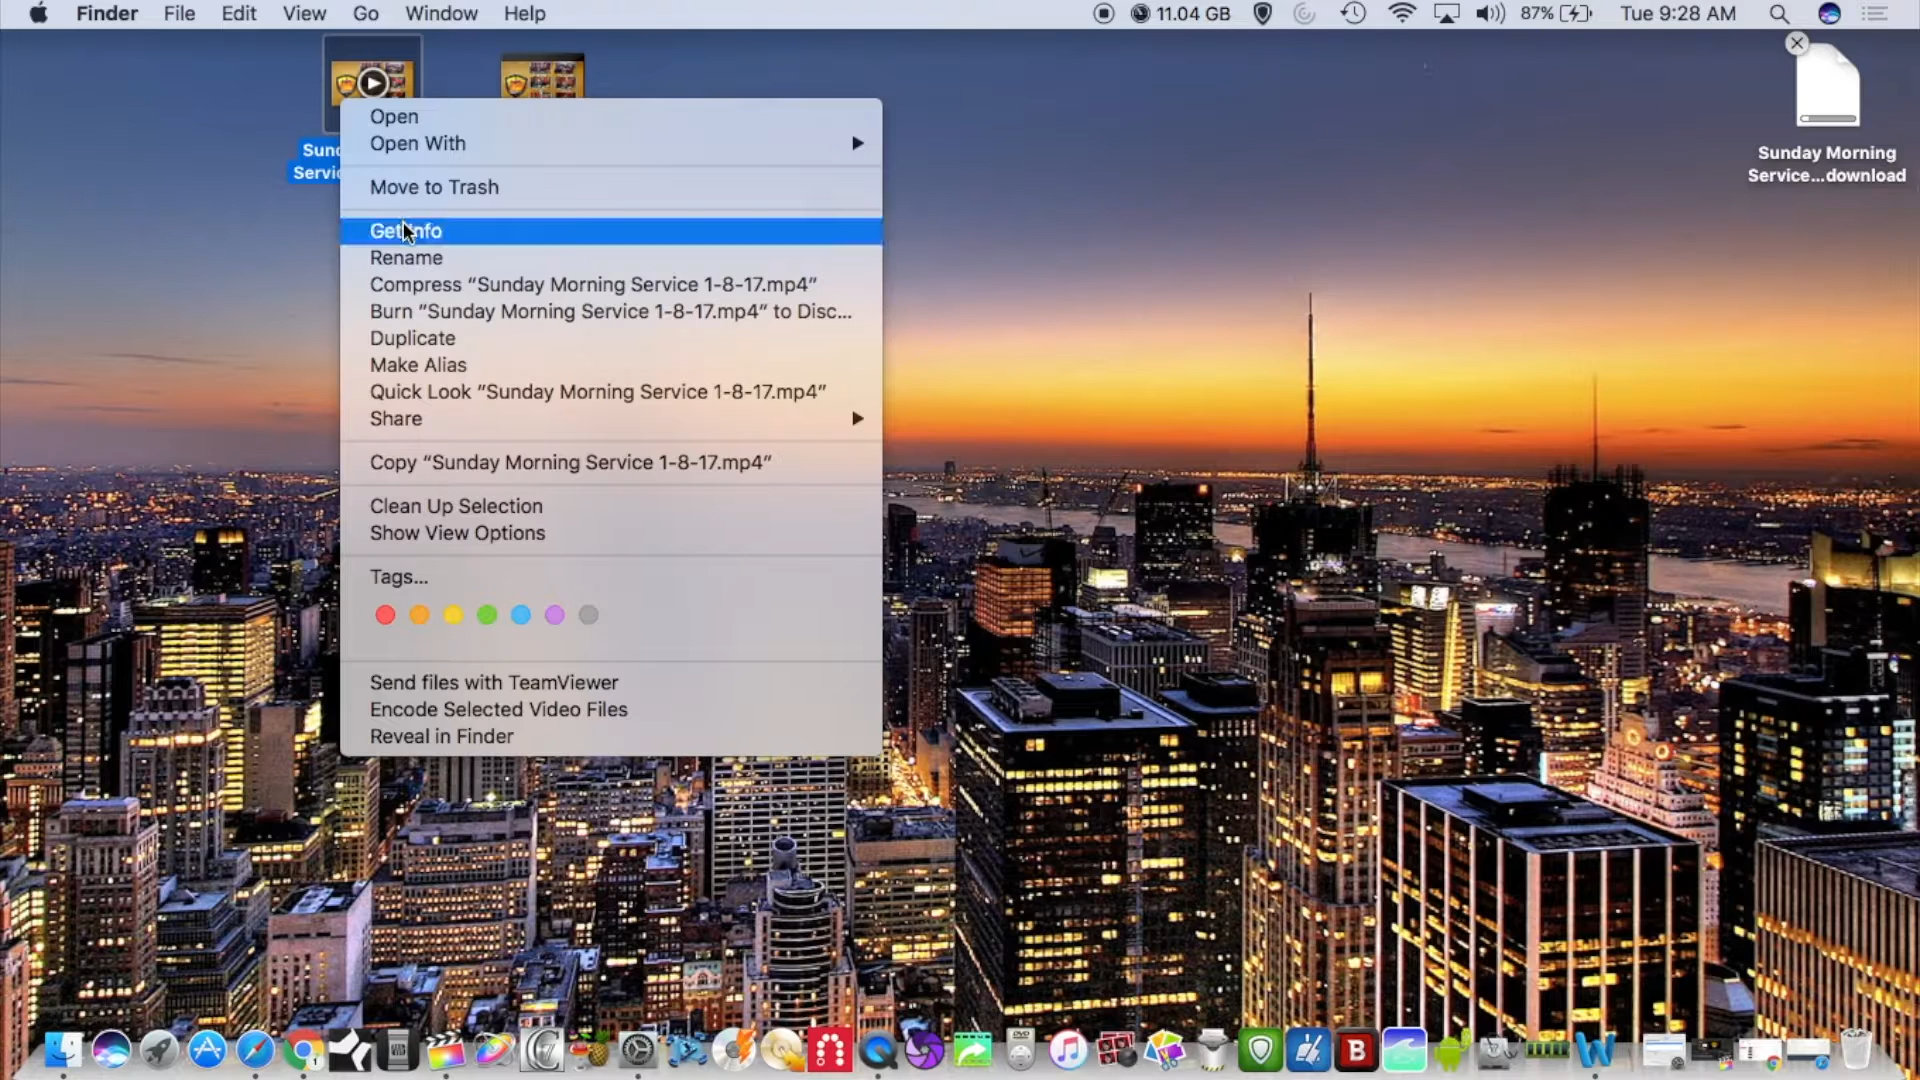 Finder File Edit View Go Window Help 11.04 GB 87% Tue 9:28 AM
Open
Open With
Move to Trash
Get Info
Rename
Compress “Sunday Morning Service 1-8-17.mp4”
Burn “Sunday Morning Service 1-8-17.mp4” to Disc...
Duplicate
Make Alias
Quick Look “Sunday Morning Service 1-8-17.mp4”
Share
Copy “Sunday Morning Service 1-8-17.mp4”
Clean Up Selection
Show View Options
Tags...
Send files with TeamViewer
Encode Selected Video Files
Reveal in Finder
Sunday Morning
Service...download